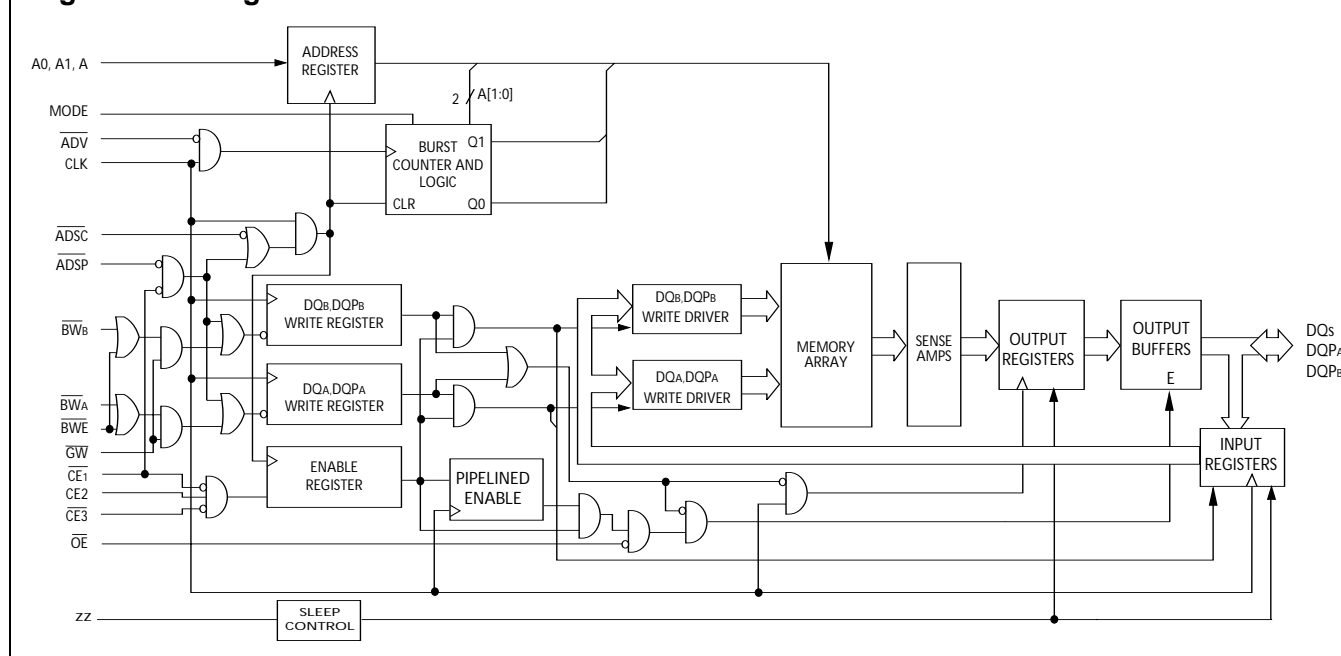 A0, A1, A
ADDRESS
REGISTER
MODE
2
A[1:0]
ADV
CLK
BURST
COUNTER AND
LOGIC
Q1
CLR
Q0
ADSC
ADSP
DQB,DQPB
WRITE REGISTER
DQB,DQPB
WRITE DRIVER
MEMORY
ARRAY
SENSE
AMPS
OUTPUT
REGISTERS
OUTPUT
BUFFERS
E
DQs
DQPA
DQPB
BWB
DQA,DQPA
WRITE REGISTER
DQA,DQPA
WRITE DRIVER
BWA
BWE
GW
CE1
CE2
CE3
ENABLE
REGISTER
PIPELINED
ENABLE
INPUT
REGISTERS
OE
ZZ
SLEEP
CONTROL